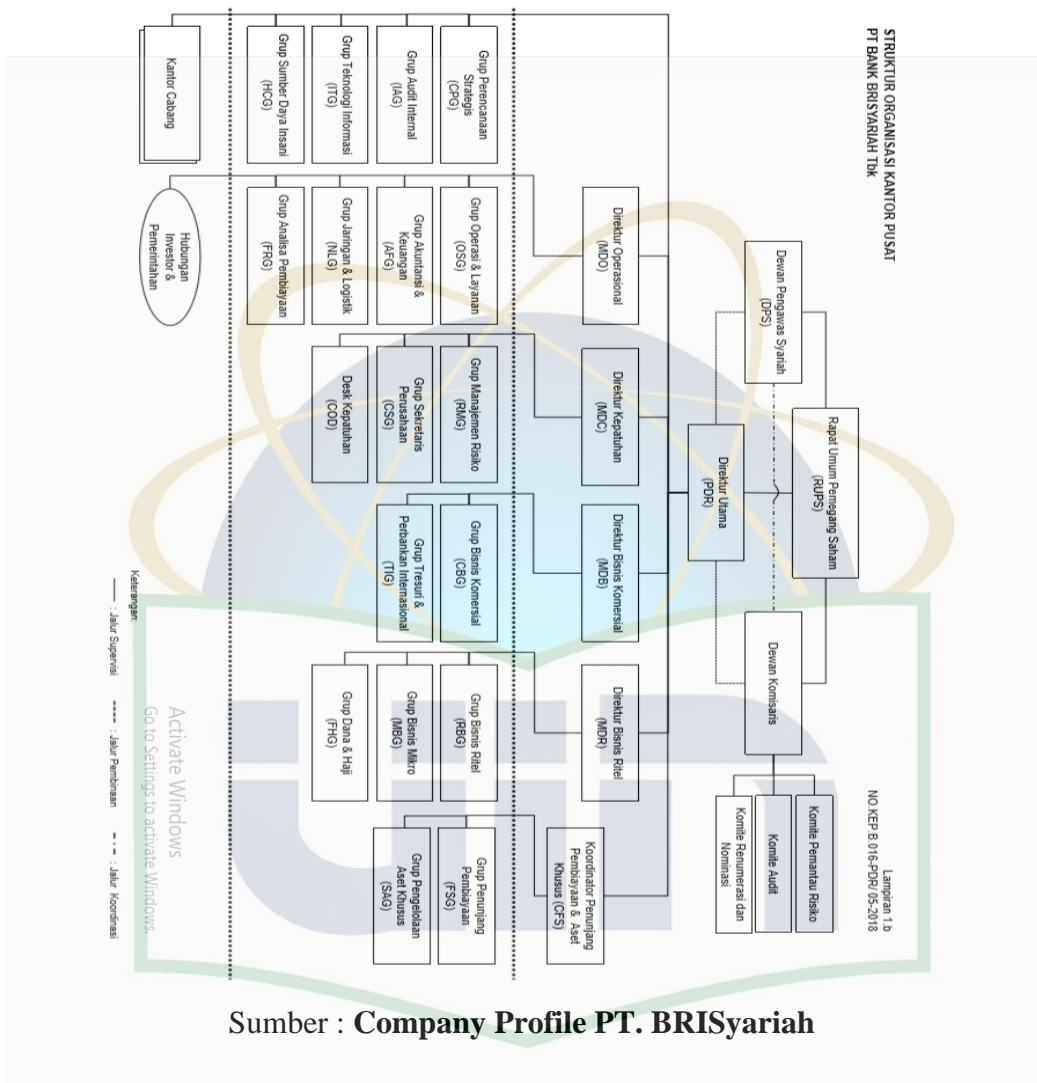 STRUKTUR ORGANISASI KANTOR PUSAT
PT BANK BRISYARIAH Tbk
Lampiran 1.b
NO.KEP.B.016-PDR/ 05-2018
Rapat Umum Pemegang Saham
(RUPS)
Dewan Pengawas Syariah
(DPS)
Dewan Komisaris
Komite Pemantau Risiko
Komite Audit
Komite Renumerasi dan
Nominasi
Direktur Utama
(PDR)
Direktur Operasional
(MDO)
Direktur Kepatuhan
(MDC)
Direktur Bisnis Komersial
(MDB)
Direktur Bisnis Ritel
(MDR)
Koordinator Penunjang
Pembiayaan & Aset
Khusus (CFS)
Grup Perencanaan
Strategis
(CPG)
Grup Operasi & Layanan
(OSG)
Grup Manajemen Risiko
(RMG)
Grup Bisnis Komersial
(CBG)
Grup Bisnis Ritel
(RBG)
Grup Penunjang
Pembiayaan
(FSG)
Grup Audit Internal
(IAG)
Grup Akuntansi &
Keuangan
(AFG)
Grup Sekretaris
Perusahaan
(CSG)
Grup Tresuri &
Perbankan Internasional
(TIG)
Grup Bisnis Mikro
(MBG)
Grup Pengelolaan
Aset Khusus
(SAG)
Grup Teknologi Informasi
(ITG)
Grup Jaringan & Logistik
(NLG)
Desk Kepatuhan
(COD)
Grup Dana & Haji
(FHG)
Grup Sumber Daya Insani
(HCG)
Grup Analisa Pembiayaan
(FRG)
Kantor Cabang
Hubungan
Investor &
Pemerintahan
Keterangan:
: Jalur Supervisi : Jalur Pembinaan : Jalur Koordinasi
Activate Windows
Go to Settings to activate Windows.
uin
Sumber : Company Profile PT. BRISyariah